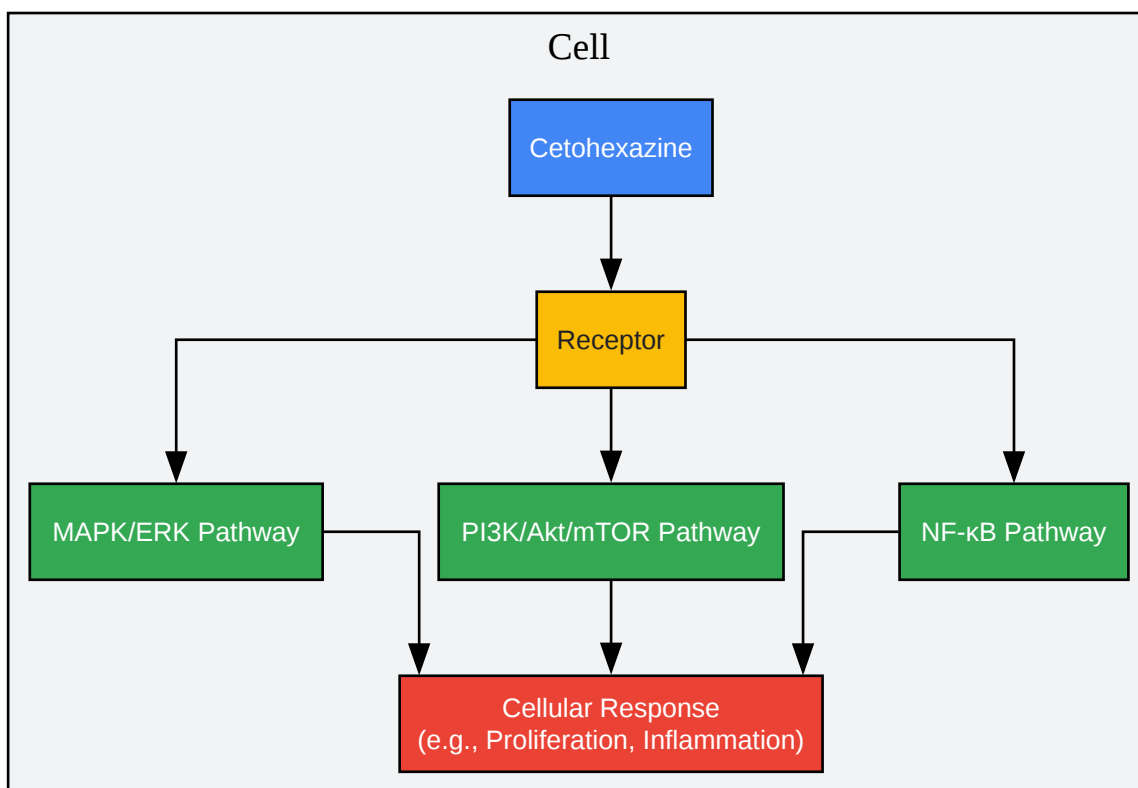 Cell
Cetohexazine
Receptor
MAPK/ERK Pathway
PI3K/Akt/mTOR Pathway
NF-κB Pathway
Cellular Response
(e.g., Proliferation, Inflammation)